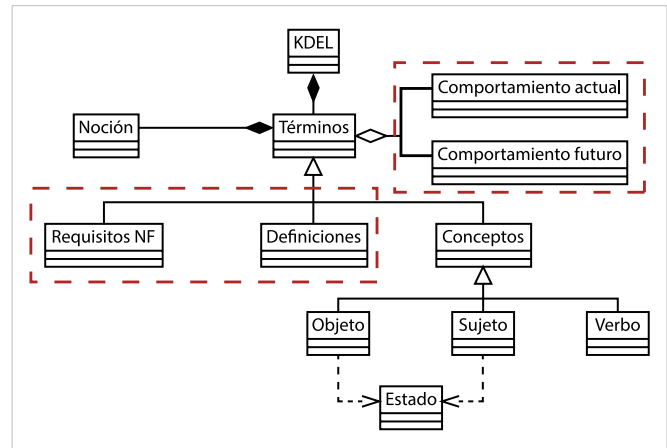 KDEL
Comportamiento actual
Noción
Términos
Comportamiento futuro
Requisitos NF
Definiciones
Conceptos
Objeto
Sujeto
Verbo
Estado